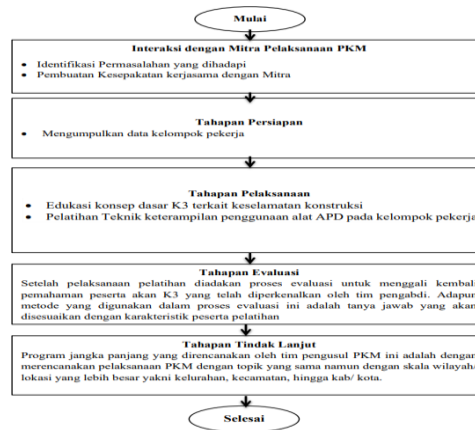 Mulai
Interaksi dengan Mitra Pelaksanaan PKM
• Identifikasi Permasalahan yang dihadapi
• Pembuatan Kesepakatan kerjasama dengan Mitra
Tahapan Persiapan
• Mengumpulkan data kelompok pekerja
Tahapan Pelaksanaan
• Edukasi konsep dasar K3 terkait keselamatan konstruksi
• Pelatihan Teknik keterampilan penggunaan alat APD pada kelompok pekerja
Tahapan Evaluasi
Setelah pelaksanaan pelatihan diadakan proses evaluasi untuk menggali kembali
pemahaman peserta akan K3 yang telah diperkenalkan oleh tim pengabdi. Adapun
metode yang digunakan dalam proses evaluasi ini adalah tanya jawab yang akan
disesuaikan dengan karakteristik peserta pelatihan
Tahapan Tindak Lanjut
Program jangka panjang yang direncanakan oleh tim pengusul PKM ini adalah dengan
merencanakan pelaksanaan PKM dengan topik yang sama namun dengan skala wilayah/
lokasi yang lebih besar yakni kelurahan, kecamatan, hingga kab/ kota.
Selesai